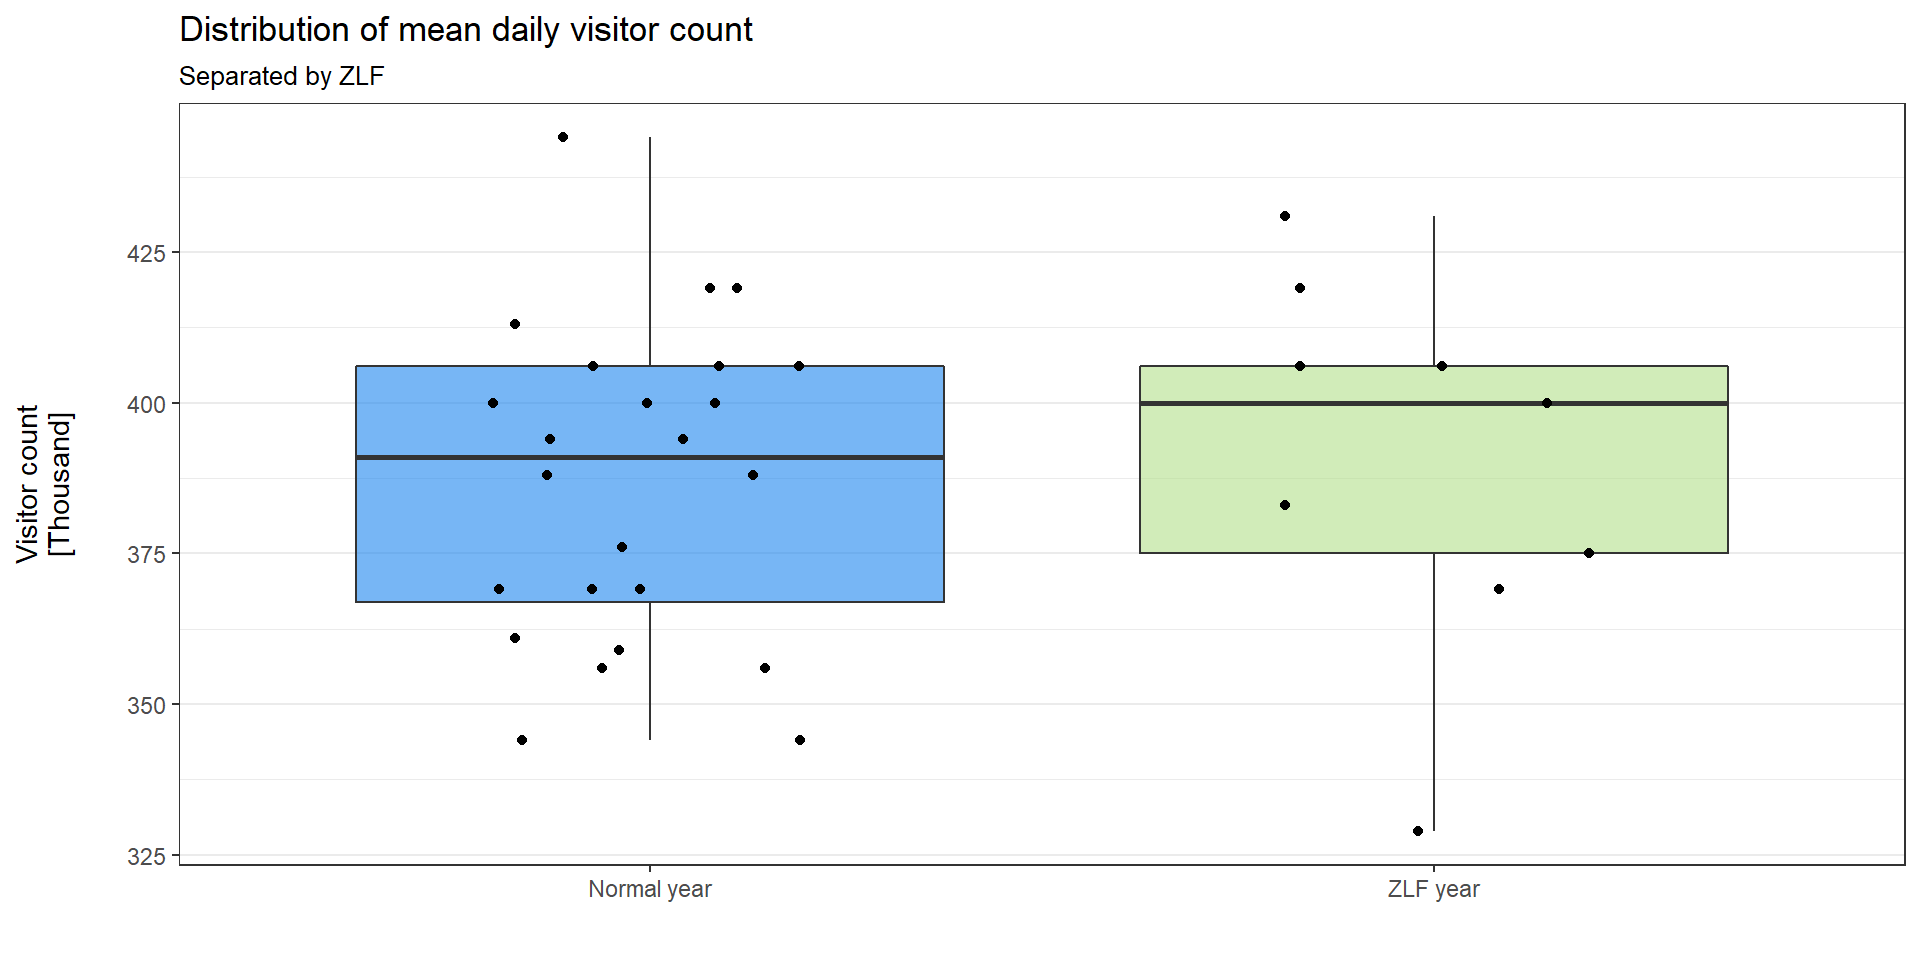 Distribution of mean daily visitor count
Separated by ZLF
Visitor count
[Thousand]
425
400
375
350
325
Normal year
ZLF year